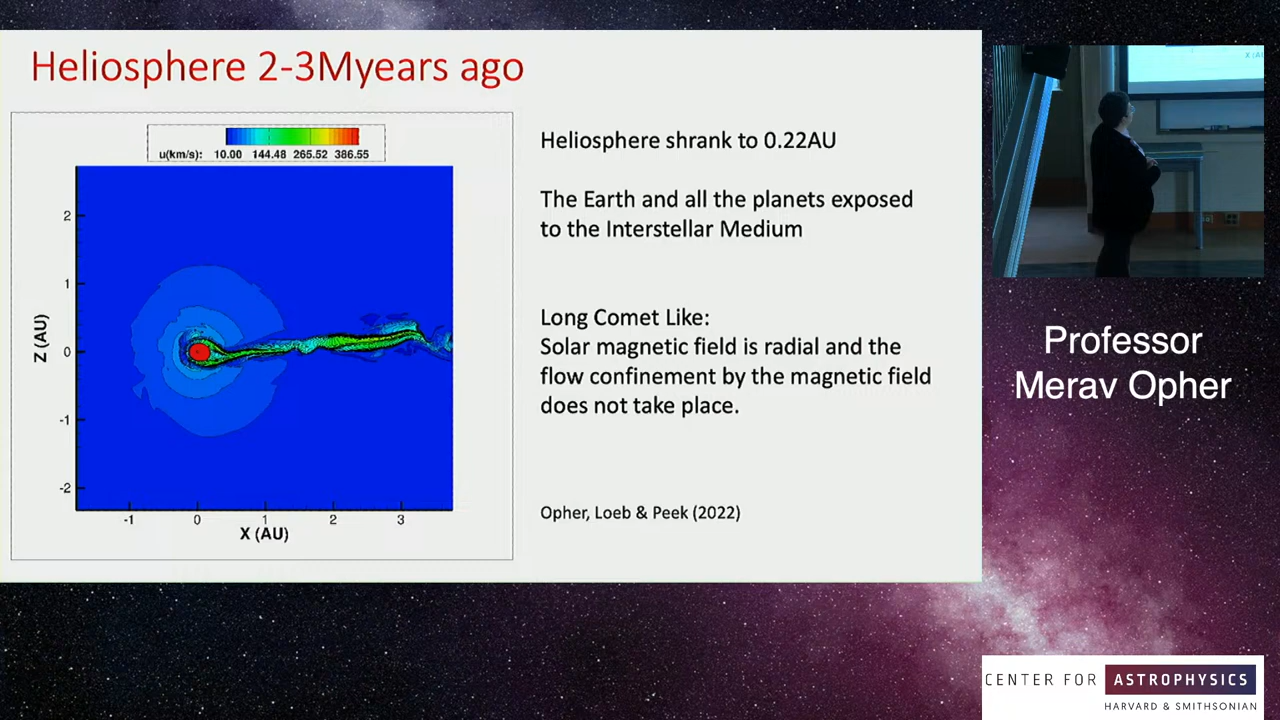 Heliosphere 2-3Myears ago
u(km/s): 10.00 144.48 265.52 386.55
2
1
0
-1
-2
Z (AU)
-1 0 1 2 3
X (AU)
Heliosphere shrank to 0.22AU
The Earth and all the planets exposed
to the Interstellar Medium
Long Comet Like:
Solar magnetic field is radial and the
flow confinement by the magnetic field
does not take place.
Opher, Loeb & Peek (2022)
Professor
Merav Opher
CENTER FOR ASTROPHYSICS
HARVARD & SMITHSONIAN